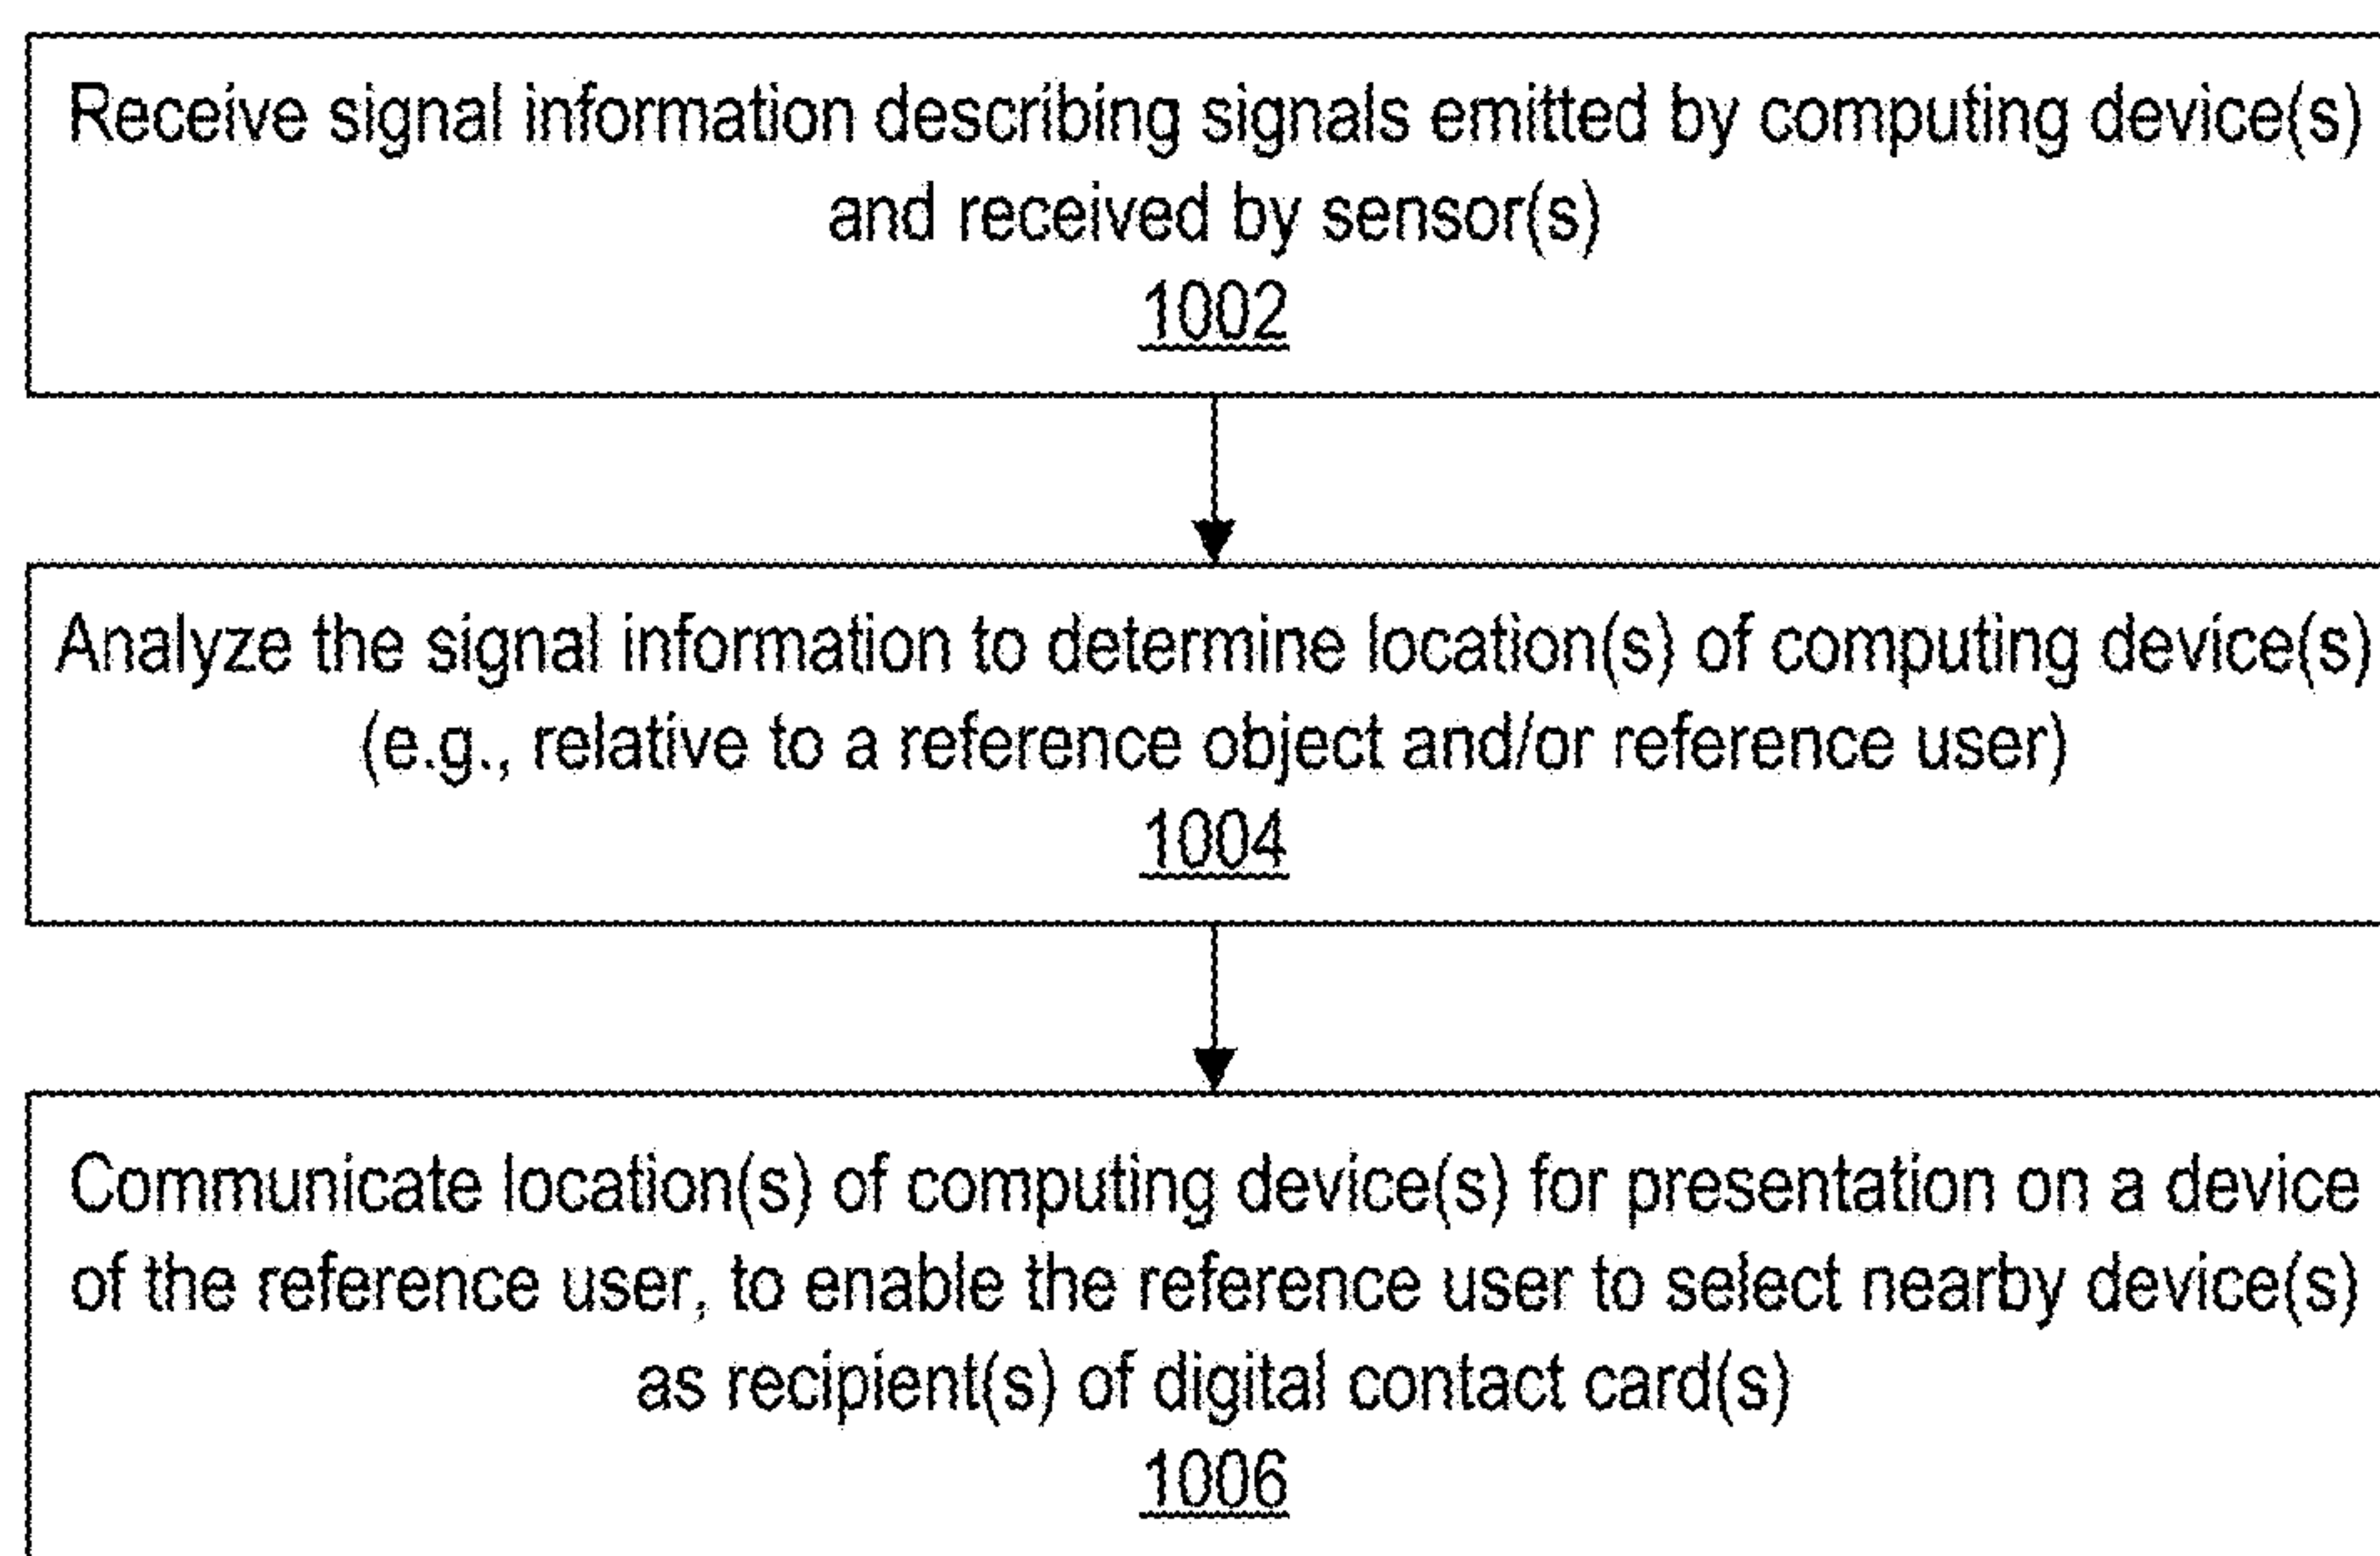 Receive signal information describing signals emitted by computing device(s)
and received by sensor(s)
1002
Analyze the signal information to determine location(s) of computing device(s)
(e.g., relative to a reference object and/or reference user)
1004
Communicate location(s) of computing device(s) for presentation on a device
of the reference user, to enable the reference user to select nearby device(s)
as recipient(s) of digital contact card(s)
1006